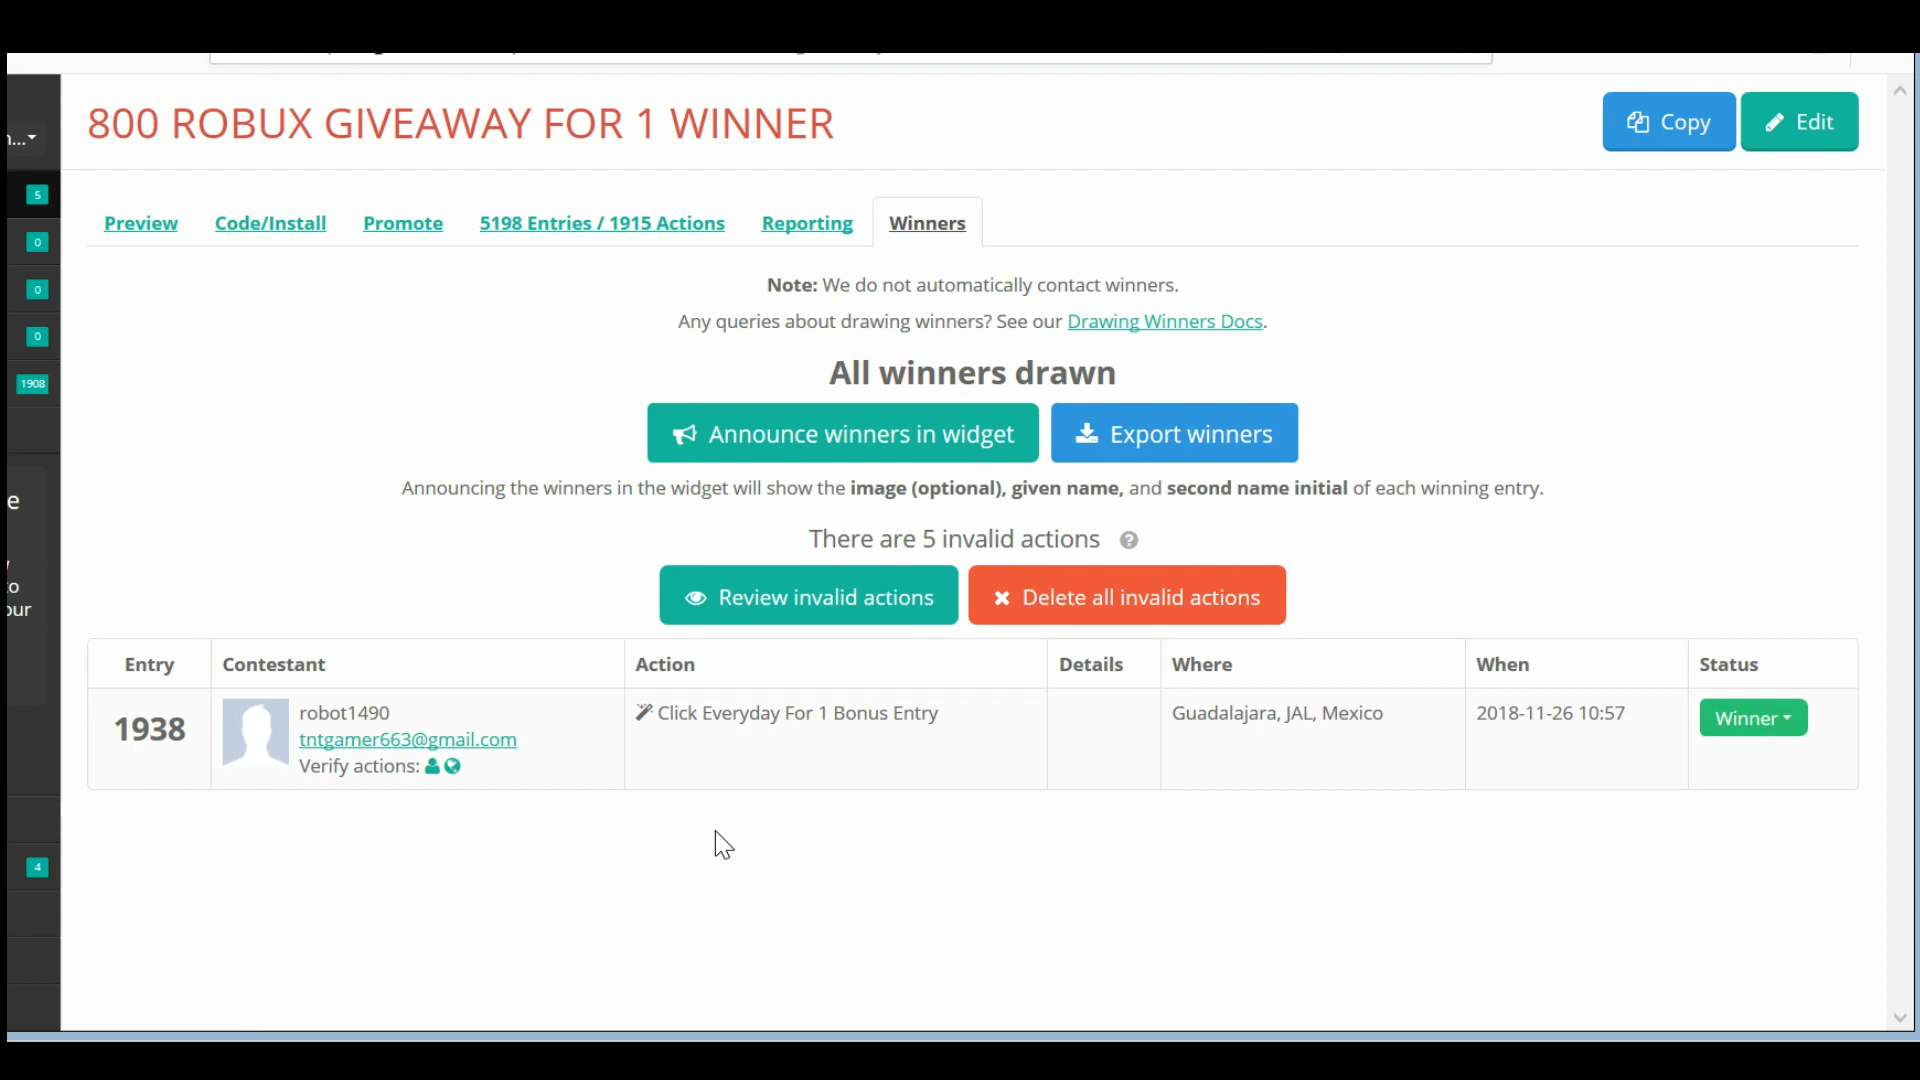 800 ROBUX GIVEAWAY FOR 1 WINNER
Copy
Edit
n...
5
0
0
0
1908
e
to
our
4
Preview
Code/Install
Promote
5198 Entries / 1915 Actions
Reporting
Winners
Note: We do not automatically contact winners.
Any queries about drawing winners? See our Drawing Winners Docs.
All winners drawn
Announce winners in widget
Export winners
Announcing the winners in the widget will show the image (optional), given name, and second name initial of each winning entry.
There are 5 invalid actions ?
Review invalid actions
Delete all invalid actions
Entry
Contestant
Action
Details
Where
When
Status
1938
robot1490
tntgamer663@gmail.com
Verify actions:
Click Everyday For 1 Bonus Entry
Guadalajara, JAL, Mexico
2018-11-26 10:57
Winner